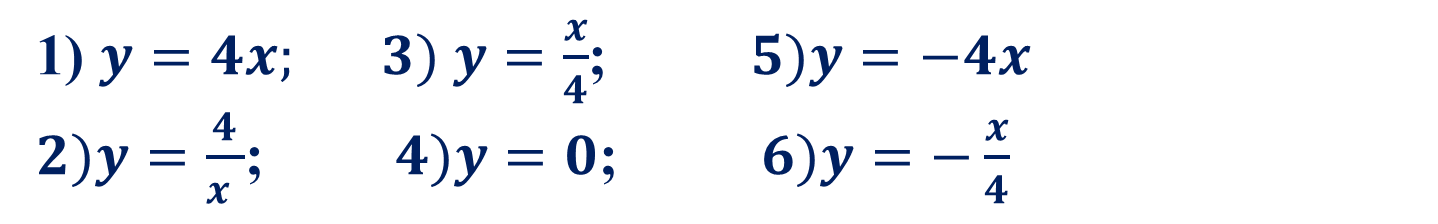 1) y = 4x; 3) y = x/4; 5)y = −4x
2)y = 4/x; 4)y = 0; 6)y = − x/4